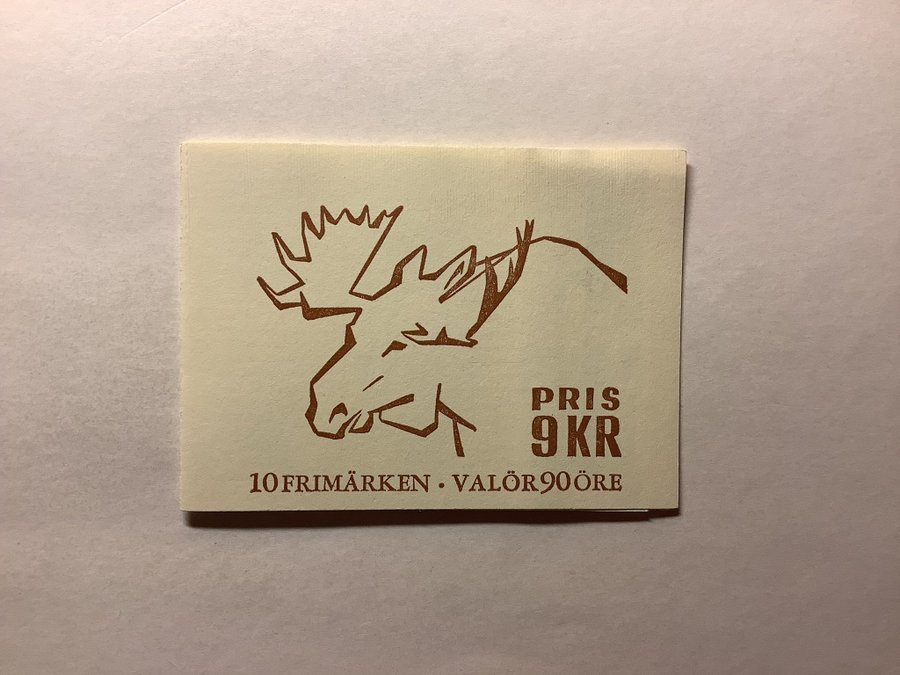 PRIS
9 KR
10 FRIMÄRKEN · VALÖR 90 ÖRE